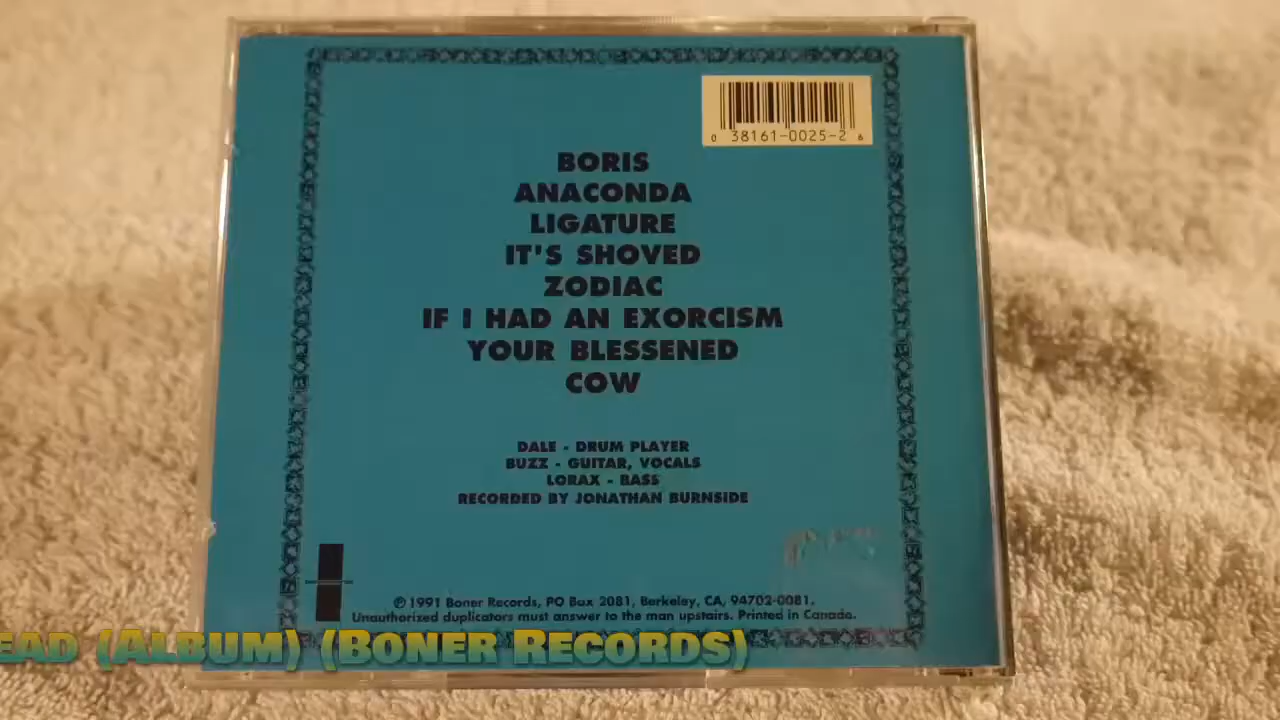 0 38161-0025-2 6
BORIS
ANACONDA
LIGATURE
IT'S SHOVED
ZODIAC
IF I HAD AN EXORCISM
YOUR BLESSENED
COW
DALE - DRUM PLAYER
BUZZ - GUITAR, VOCALS
LORAX - BASS
RECORDED BY JONATHAN BURNSIDE
℗ 1991 Boner Records, PO Box 2081, Berkeley, CA, 94702-0081.
Unauthorized duplicators must answer to the man upstairs. Printed in Canada.
EAD (ALBUM) (BONER RECORDS)